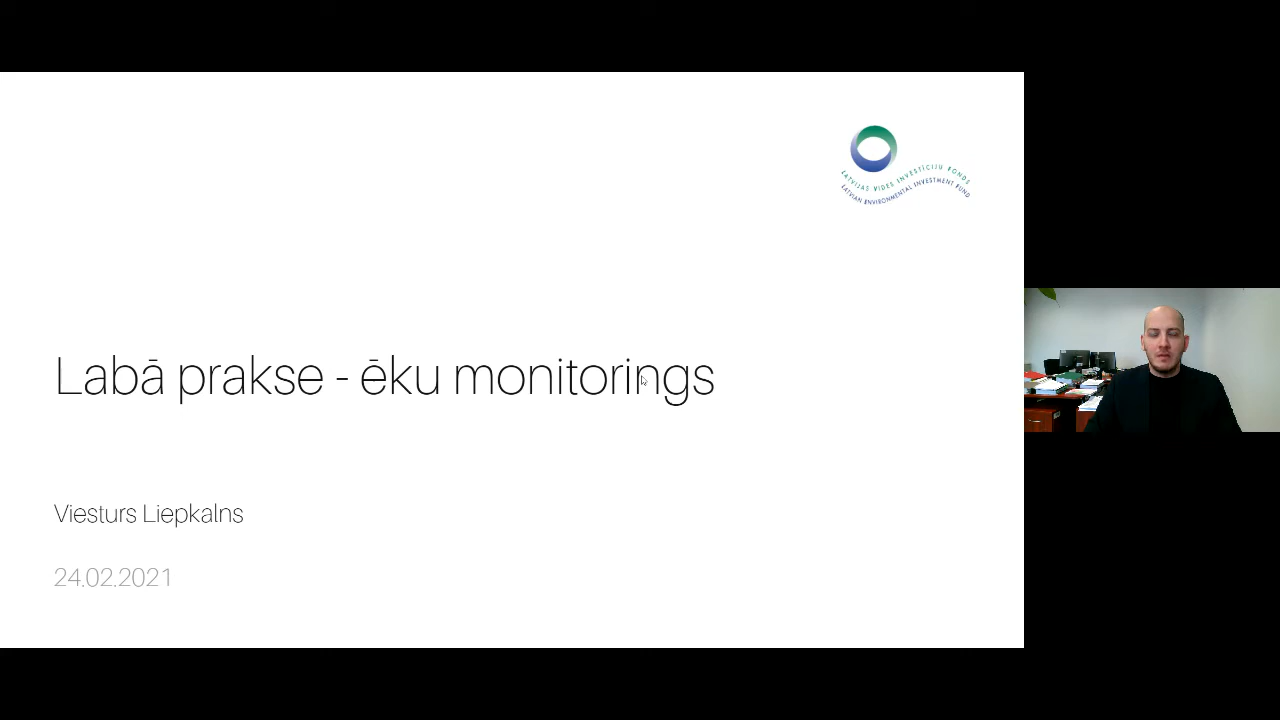 LATVIJAS VIDES INVESTĪCIJU FONDS
LATVIAN ENVIRONMENTAL INVESTMENT FUND
Labā prakse - ēku monitorings
Viesturs Liepkalns
24.02.2021